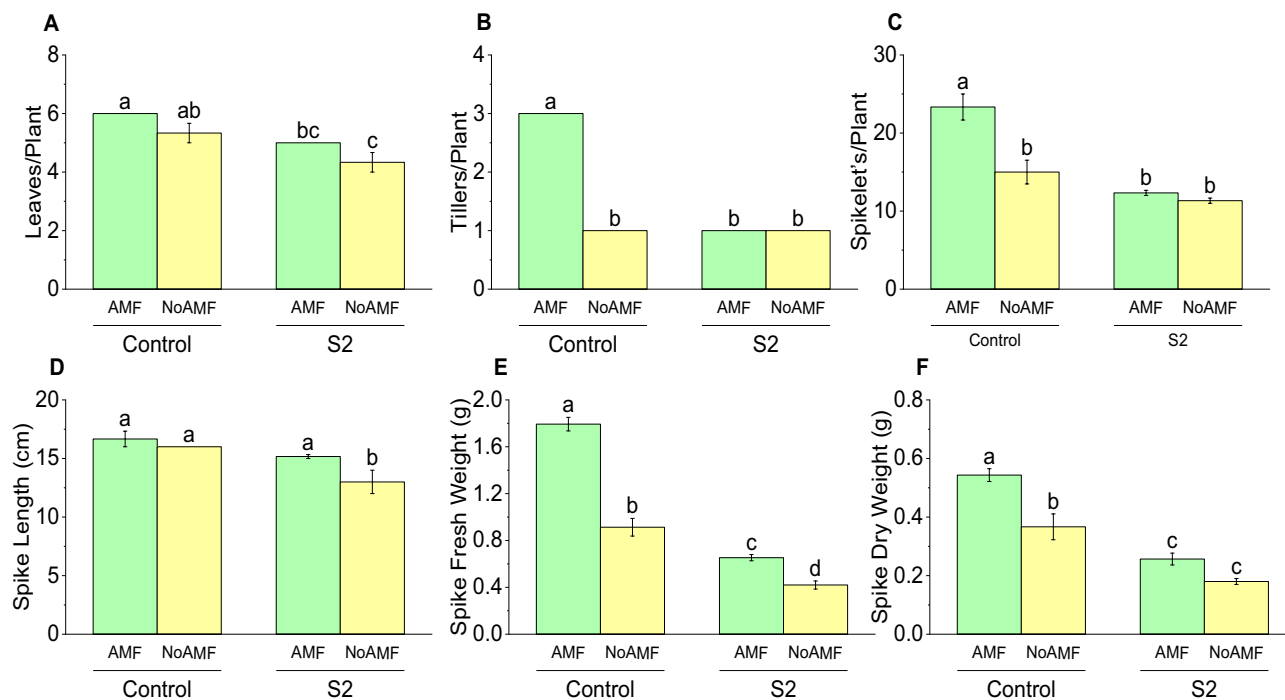 A
Leaves/Plant
8
6
4
2
0
a
ab
bc
c
AMF
NoAMF
AMF
NoAMF
Control
S2
B
Tillers/Plant
4
3
2
1
0
a
b
b
b
AMF
NoAMF
AMF
NoAMF
Control
S2
C
Spikelet's/Plant
30
20
10
0
a
b
b
b
AMF
NoAMF
AMF
NoAMF
Control
S2
D
Spike Length (cm)
20
15
10
5
0
a
a
a
b
AMF
NoAMF
AMF
NoAMF
Control
S2
E
Spike Fresh Weight (g)
2.0
1.6
1.2
0.8
0.4
0.0
a
b
c
d
AMF
NoAMF
AMF
NoAMF
Control
S2
F
Spike Dry Weight (g)
0.8
0.6
0.4
0.2
0.0
a
b
c
c
AMF
NoAMF
AMF
NoAMF
Control
S2